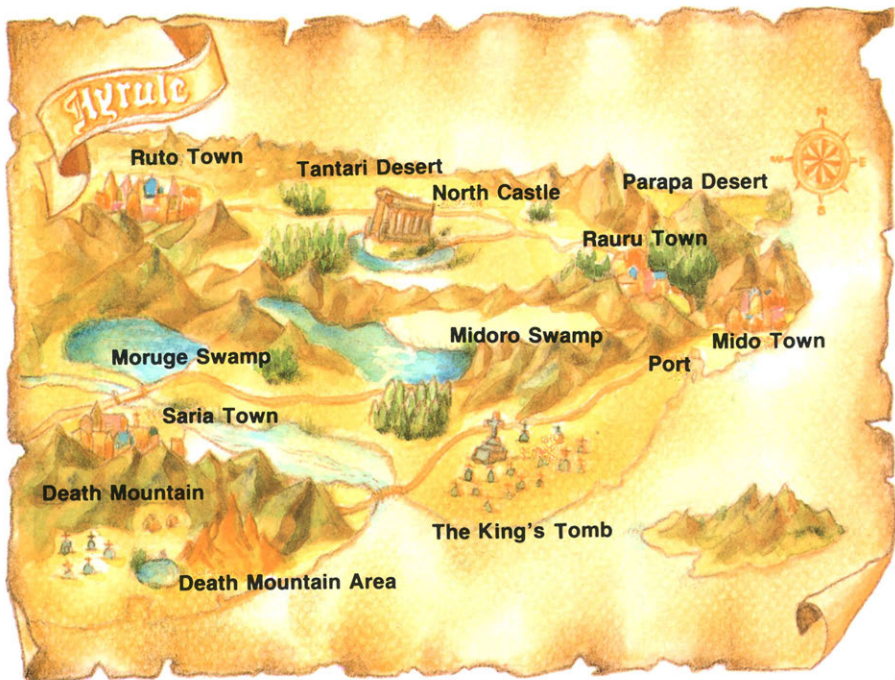 Hyrule
Ruto Town
Tantari Desert
North Castle
Parapa Desert
N
W E
S
Rauru Town
Moruge Swamp
Midoro Swamp
Mido Town
Port
Saria Town
Death Mountain
The King's Tomb
Death Mountain Area